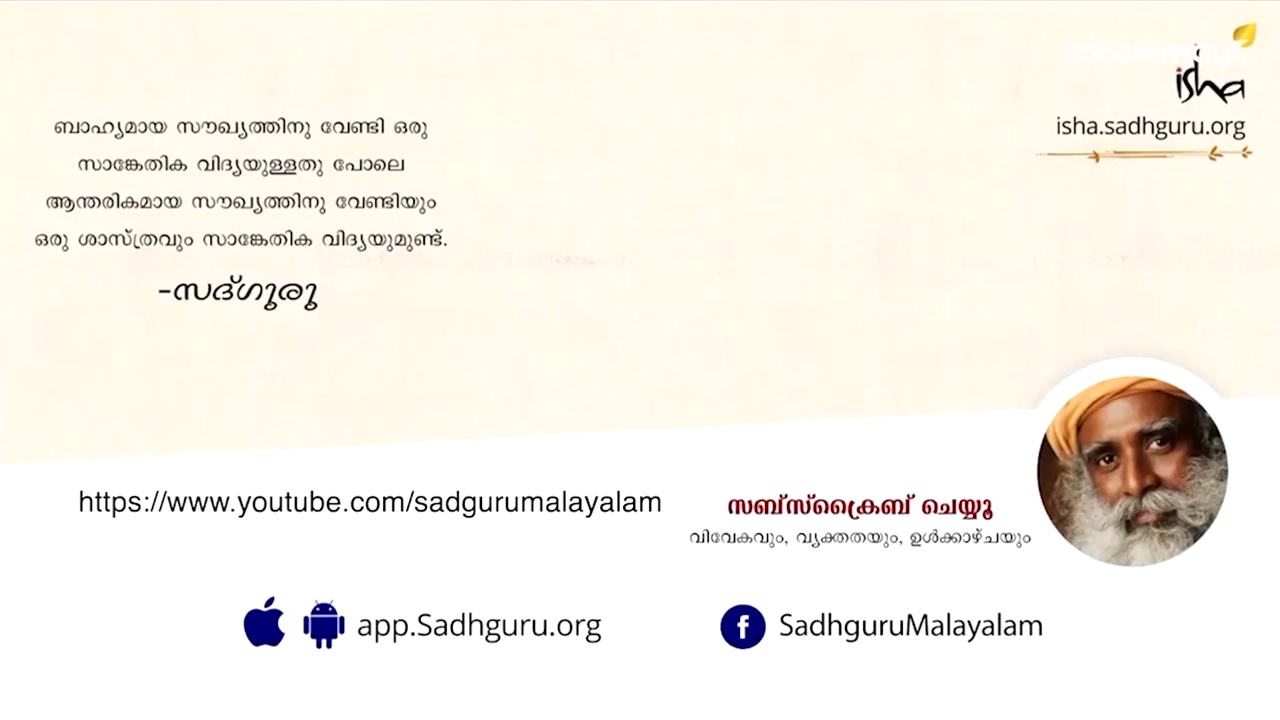 isha
isha.sadhguru.org
ബാഹ്യമായ സൗഖ്യത്തിനു വേണ്ടി ഒരു
സാങ്കേതിക വിദ്യയുള്ളതു പോലെ
ആന്തരികമായ സൗഖ്യത്തിനു വേണ്ടിയും
ഒരു ശാസ്ത്രവും സാങ്കേതിക വിദ്യയുമുണ്ട്.
-സദ്ഗുരു
https://www.youtube.com/sadgurumalayalam
സബ്സ്ക്രൈബ് ചെയ്യൂ
വിവേകവും, വ്യക്തതയും, ഉൾക്കാഴ്ചയും
app.Sadhguru.org
SadhguruMalayalam